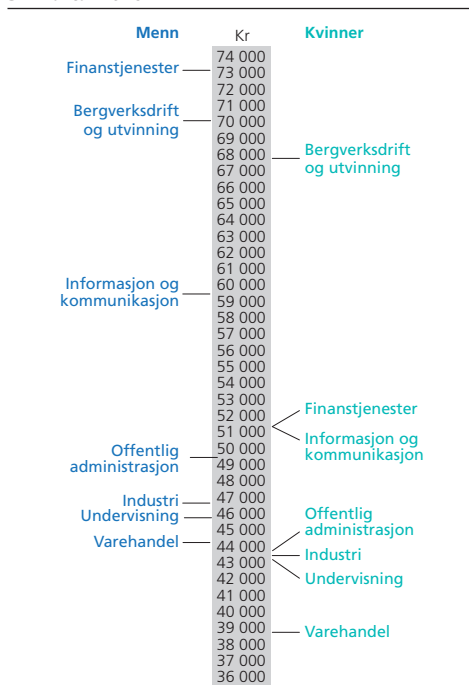 Menn
Kr
Kvinner
Finanstjenester
Bergverksdrift
og utvinning
Informasjon og
kommunikasjon
Offentlig
administrasjon
Industri
Undervisning
Varehandel
74 000
73 000
72 000
71 000
70 000
69 000
68 000
67 000
66 000
65 000
64 000
63 000
62 000
61 000
60 000
59 000
58 000
57 000
56 000
55 000
54 000
53 000
52 000
51 000
50 000
49 000
48 000
47 000
46 000
45 000
44 000
43 000
42 000
41 000
40 000
39 000
38 000
37 000
36 000
Bergverksdrift
og utvinning
Finanstjenester
Informasjon og
kommunikasjon
Offentlig
administrasjon
Industri
Undervisning
Varehandel